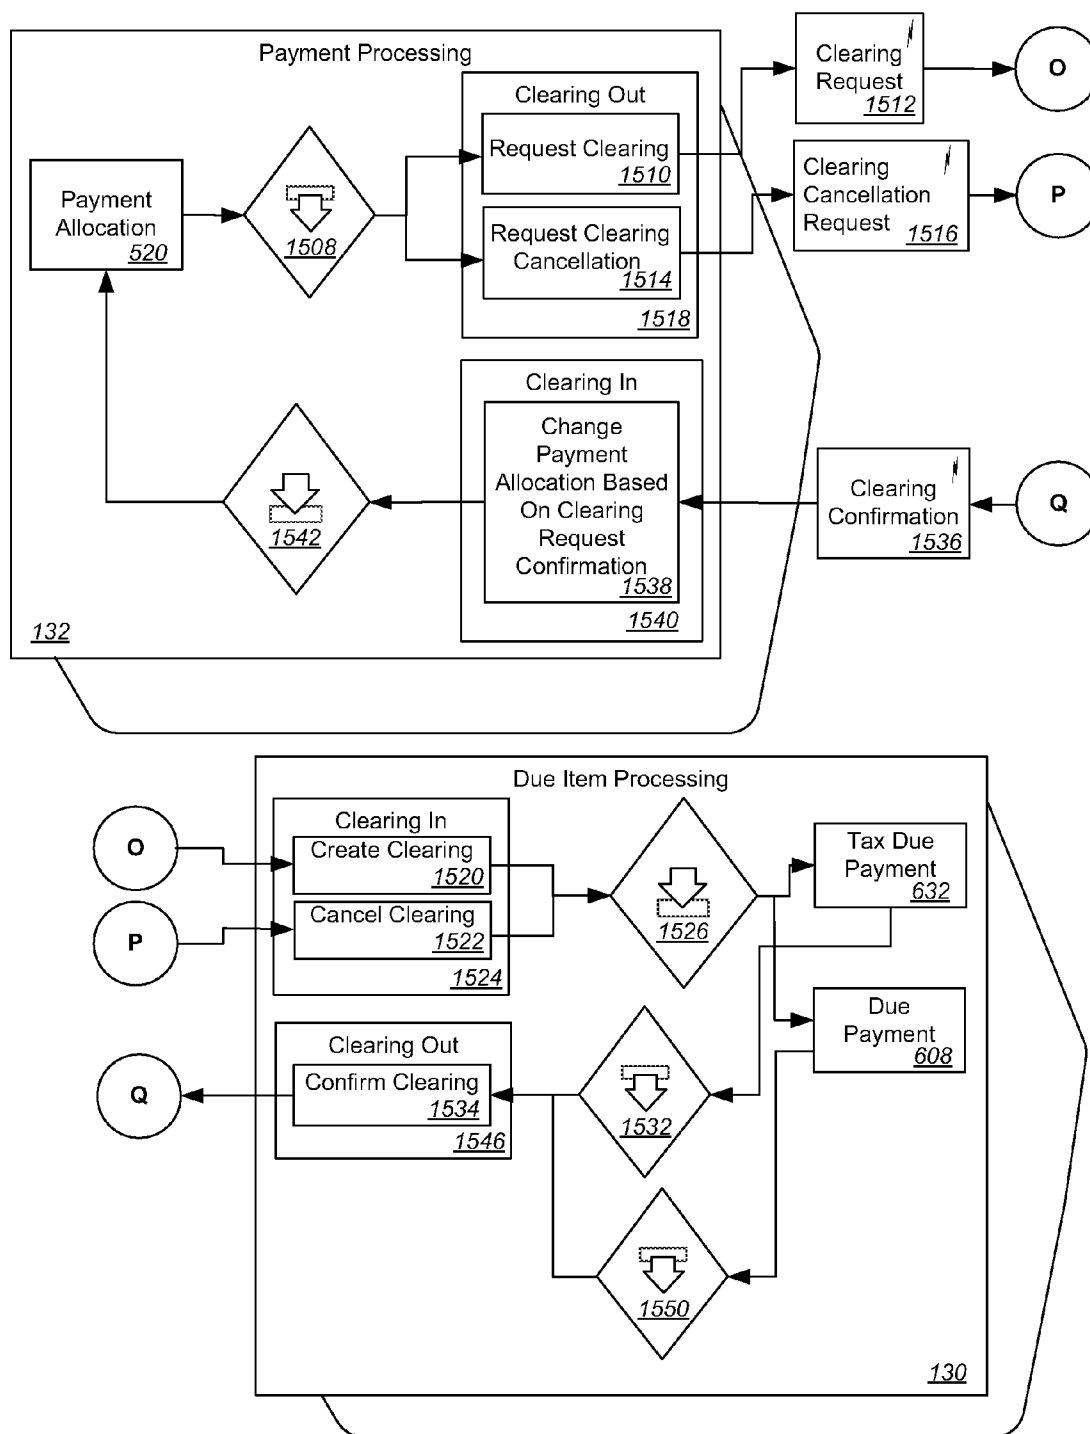 Payment Processing
Clearing Out
Request Clearing
1510
Request Clearing
Cancellation
1514
1518
Payment
Allocation
520
1508
Clearing
Request
1512
O
Clearing
Cancellation
Request
1516
P
Clearing In
Change
Payment
Allocation Based
On Clearing
Request
Confirmation
1538
1540
1542
Clearing
Confirmation
1536
Q
132
Due Item Processing
O
P
Clearing In
Create Clearing
1520
Cancel Clearing
1522
1524
1526
Tax Due
Payment
632
Due
Payment
608
Q
Clearing Out
Confirm Clearing
1534
1546
1532
1550
130